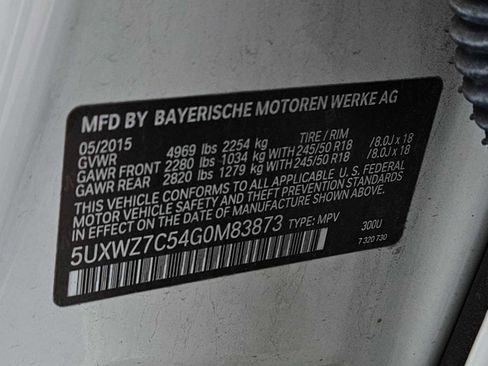 MFD BY BAYERISCHE MOTOREN WERKE AG
05/2015 4969 lbs 2254 kg TIRE / RIM
GVWR
GAWR FRONT 2280 lbs 1034 kg WITH 245/50 R18 / 8.0J x 18
GAWR REAR 2820 lbs 1279 kg WITH 245/50 R18 / 8.0J x 18
THIS VEHICLE CONFORMS TO ALL APPLICABLE U.S. FEDERAL
MOTOR VEHICLE SAFETY AND THEFT PREVENTION STANDARDS
IN EFFECT ON THE DATE OF MANUFACTURE SHOWN ABOVE.
5UXWZ7C54G0M83873 TYPE: MPV 300U
7 320 730